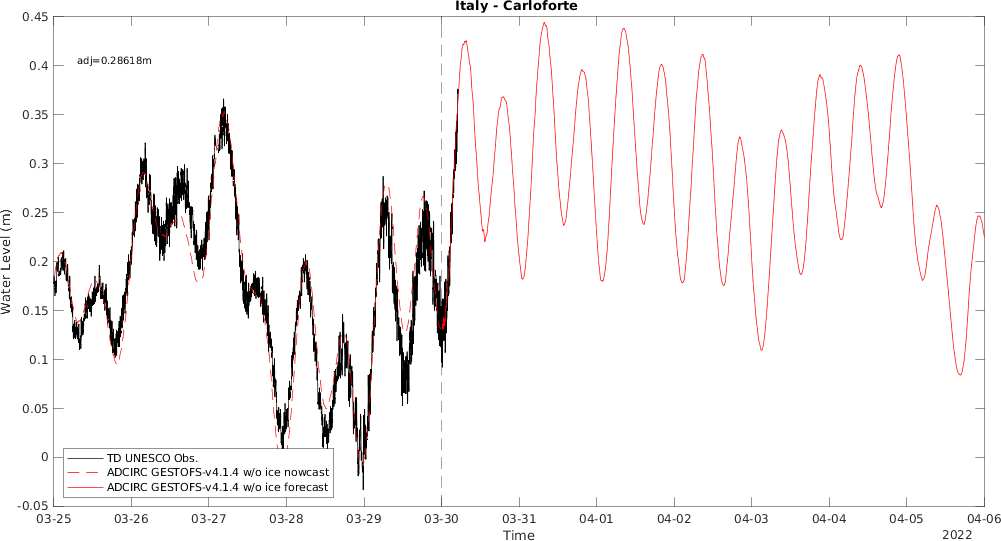 Italy - Carloforte
0.45
0.4
0.35
0.3
0.25
0.2
0.15
0.1
0.05
0
-0.05
Water Level (m)
adj=0.28618m
TD UNESCO Obs.
ADCIRC GESTOFS-v4.1.4 w/o ice nowcast
ADCIRC GESTOFS-v4.1.4 w/o ice forecast
03-25 03-26 03-27 03-28 03-29 03-30 03-31 04-01 04-02 04-03 04-04 04-05 04-06
Time
2022